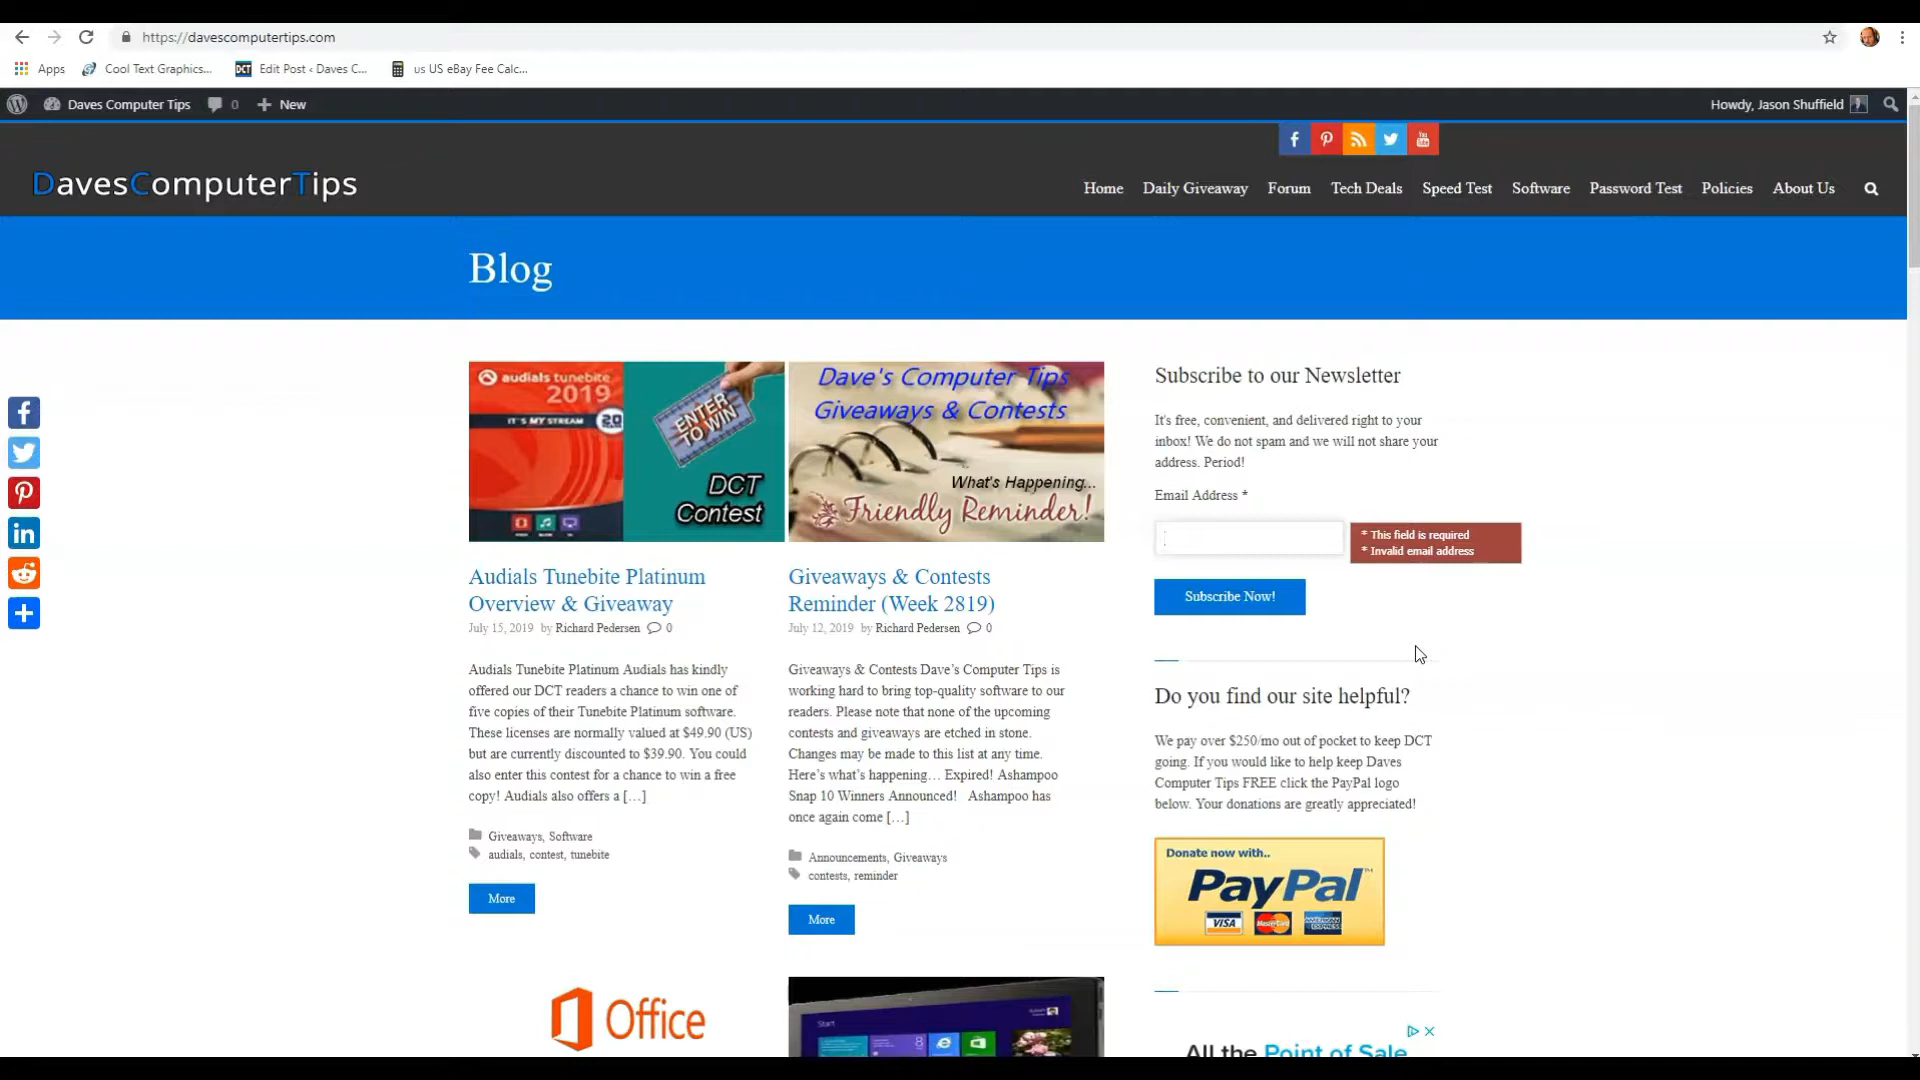 https://davescomputertips.com
Apps
Cool Text Graphics...
Edit Post ‹ Daves C...
us US eBay Fee Calc...
Daves Computer Tips
0
New
Howdy, Jason Shuffield
DavesComputerTips
Home
Daily Giveaway
Forum
Tech Deals
Speed Test
Software
Password Test
Policies
About Us
Blog
audials tunebite
2019
IT'S MY STREAM
20
ENTER
TO WIN
DCT
Contest
Audials Tunebite Platinum
Overview & Giveaway
July 15, 2019 by Richard Pedersen 0
Audials Tunebite Platinum Audials has kindly
offered our DCT readers a chance to win one of
five copies of their Tunebite Platinum software.
These licenses are normally valued at $49.90 (US)
but are currently discounted to $39.90. You could
also enter this contest for a chance to win a free
copy! Audials also offers a […]
Giveaways, Software
audials, contest, tunebite
More
Office
Dave's Computer Tips
Giveaways & Contests
What's Happening...
Friendly Reminder!
Giveaways & Contests
Reminder (Week 2819)
July 12, 2019 by Richard Pedersen 0
Giveaways & Contests Dave’s Computer Tips is
working hard to bring top-quality software to our
readers. Please note that none of the upcoming
contests and giveaways are etched in stone.
Changes may be made to this list at any time.
Here’s what’s happening… Expired! Ashampoo
Snap 10 Winners Announced! Ashampoo has
once again come […]
Announcements, Giveaways
contests, reminder
More
Start
Subscribe to our Newsletter
It's free, convenient, and delivered right to your
inbox! We do not spam and we will not share your
address. Period!
Email Address *
* This field is required
* Invalid email address
Subscribe Now!
Do you find our site helpful?
We pay over $250/mo out of pocket to keep DCT
going. If you would like to help keep Daves
Computer Tips FREE click the PayPal logo
below. Your donations are greatly appreciated!
Donate now with..
PayPal™
VISA
MasterCard
AMERICAN EXPRESS
All the Point of Sale